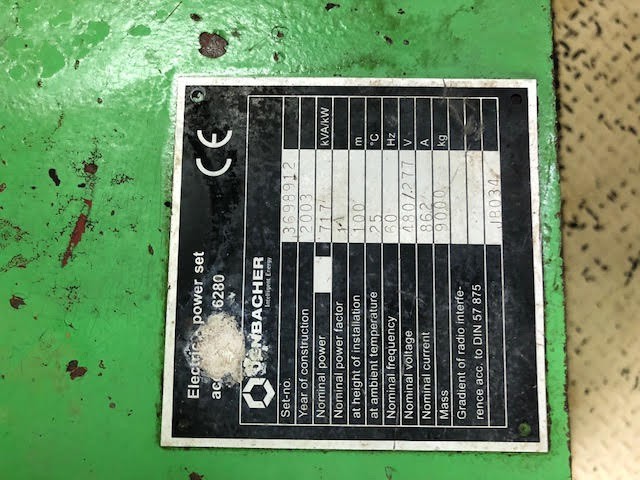 Electric power set
6280
CE
ENBACHER
Intelligent Energy
Set-no. 3698912
Year of construction 2003
Nominal power 717 kVA/kW
Nominal power factor 1
at height of installation 100 m
at ambient temperature 25 °C
Nominal frequency 60 Hz
Nominal voltage 480/277 V
Nominal current 862 A
Mass 9000 kg
Gradient of radio interfe-
rence acc. to DIN 57 875